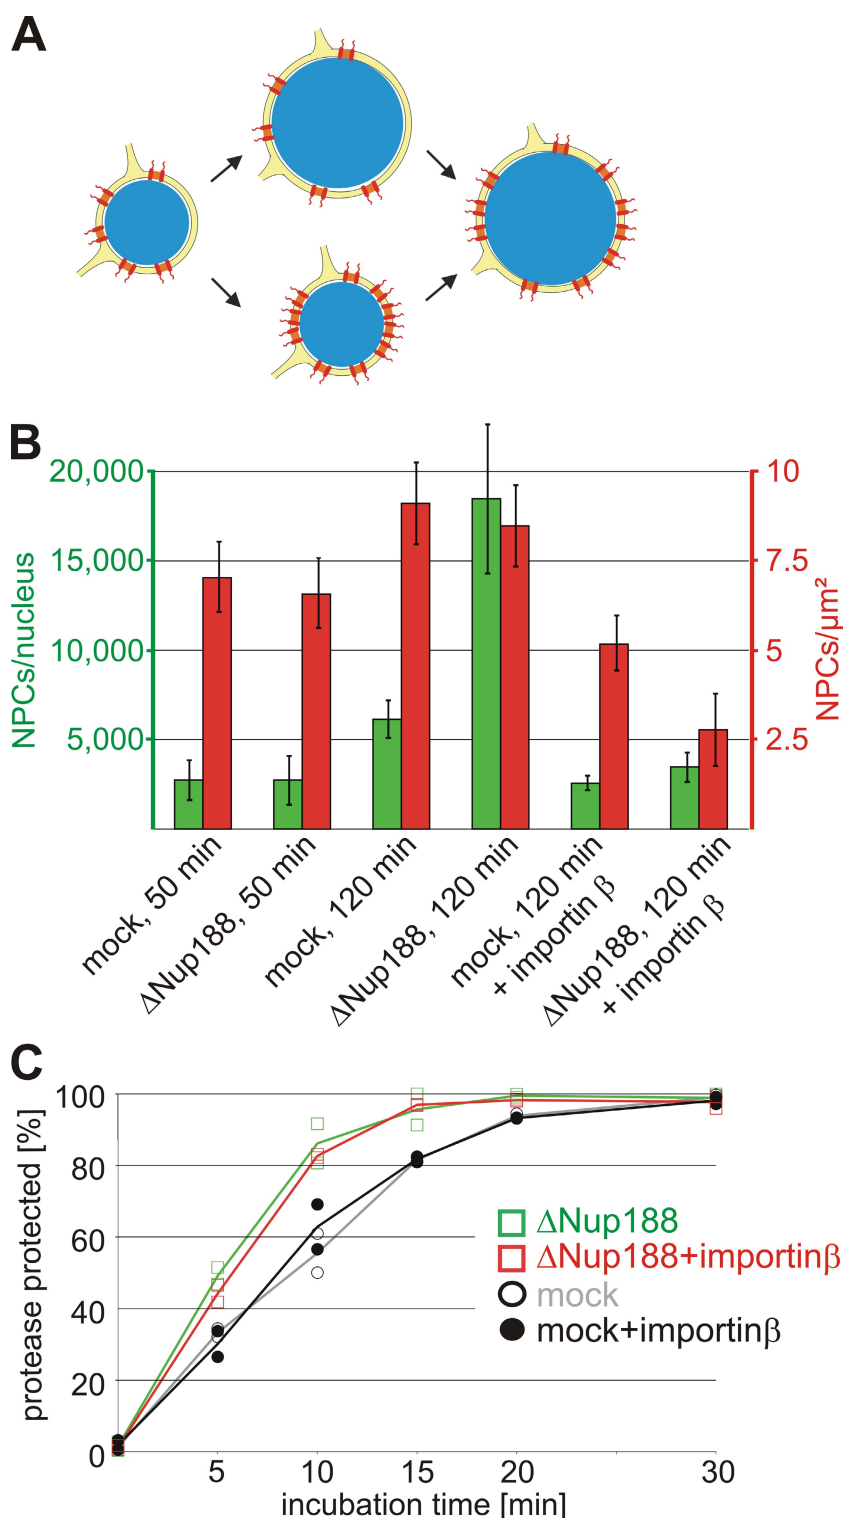 A
B
20,000
15,000
10,000
5,000
NPCs/nucleus
10
7.5
5
2.5
NPCs/µm²
mock, 50 min
ΔNup188, 50 min
mock, 120 min
ΔNup188, 120 min
mock, 120 min
+ importin β
ΔNup188, 120 min
+ importin β
C
100
80
60
40
20
0
protease protected [%]
ΔNup188
ΔNup188+importinβ
mock
mock+importinβ
5 10 15 20 30
incubation time [min]